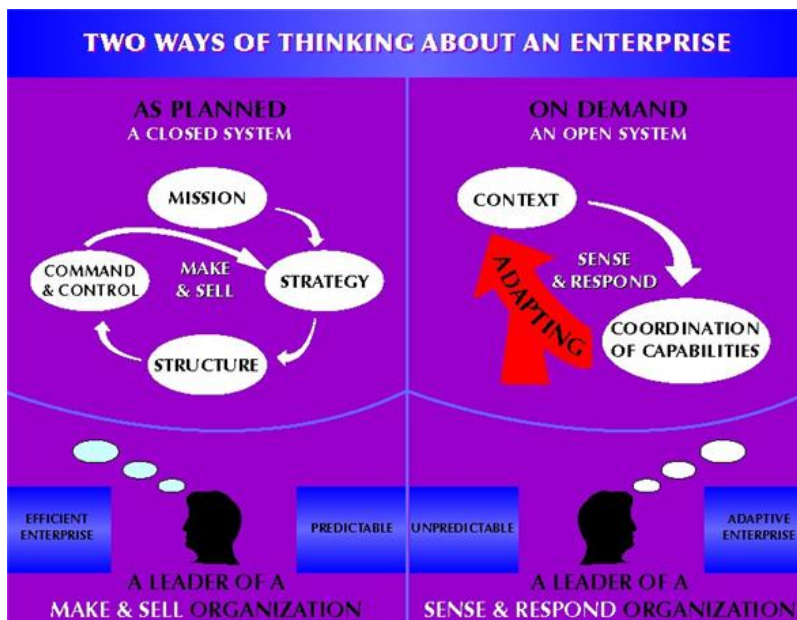 TWO WAYS OF THINKING ABOUT AN ENTERPRISE
AS PLANNED
A CLOSED SYSTEM
MISSION
COMMAND
& CONTROL
MAKE
& SELL
STRATEGY
STRUCTURE
EFFICIENT
ENTERPRISE
PREDICTABLE
A LEADER OF A
MAKE & SELL ORGANIZATION
ON DEMAND
AN OPEN SYSTEM
CONTEXT
SENSE
& RESPOND
ADAPTING
COORDINATION
OF CAPABILITIES
UNPREDICTABLE
ADAPTIVE
ENTERPRISE
A LEADER OF A
SENSE & RESPOND ORGANIZATION